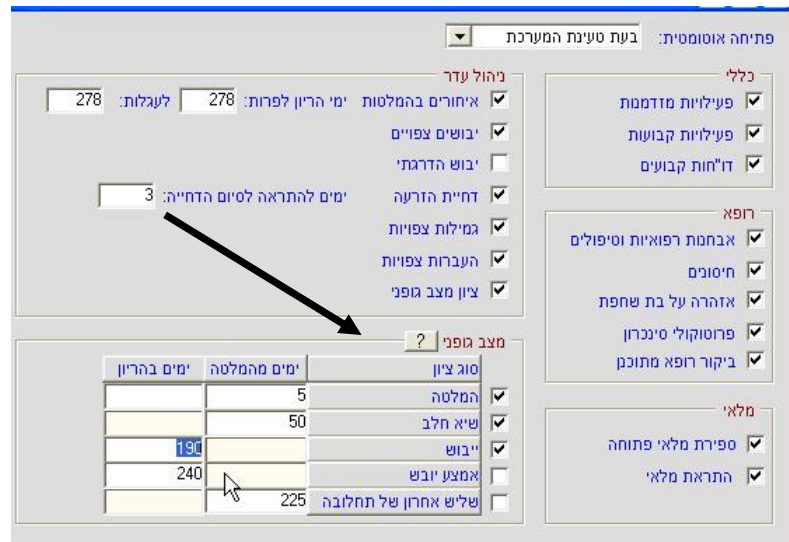 פתיחה אוטומטית: בעת טעינת המערכת
כללי
פעילויות מזדמנות
פעילויות קבועות
דו"חות קבועים
רופא
אבחנות רפואיות וטיפולים
חיסונים
אזהרה על בת שחפת
פרוטוקולי סינכרון
ביקור רופא מתוכנן
מלאי
ספירת מלאי פתוחה
התראת מלאי
ניהול עדר
איחורים בהמלטות ימי הריון לפרות: 278 לעגלות: 278
יבושים צפויים
יבוש הדרגתי
דחיית הזרעה ימים להתראה לסיום הדחייה: 3
גמילות צפויות
העברות צפויות
ציון מצב גופני
מצב גופני ?
סוג ציון ימים מהמלטה ימים בהריון
המלטה 5
שיא חלב 50
ייבוש 190
אמצע יובש 240
שליש אחרון של תחלובה 225